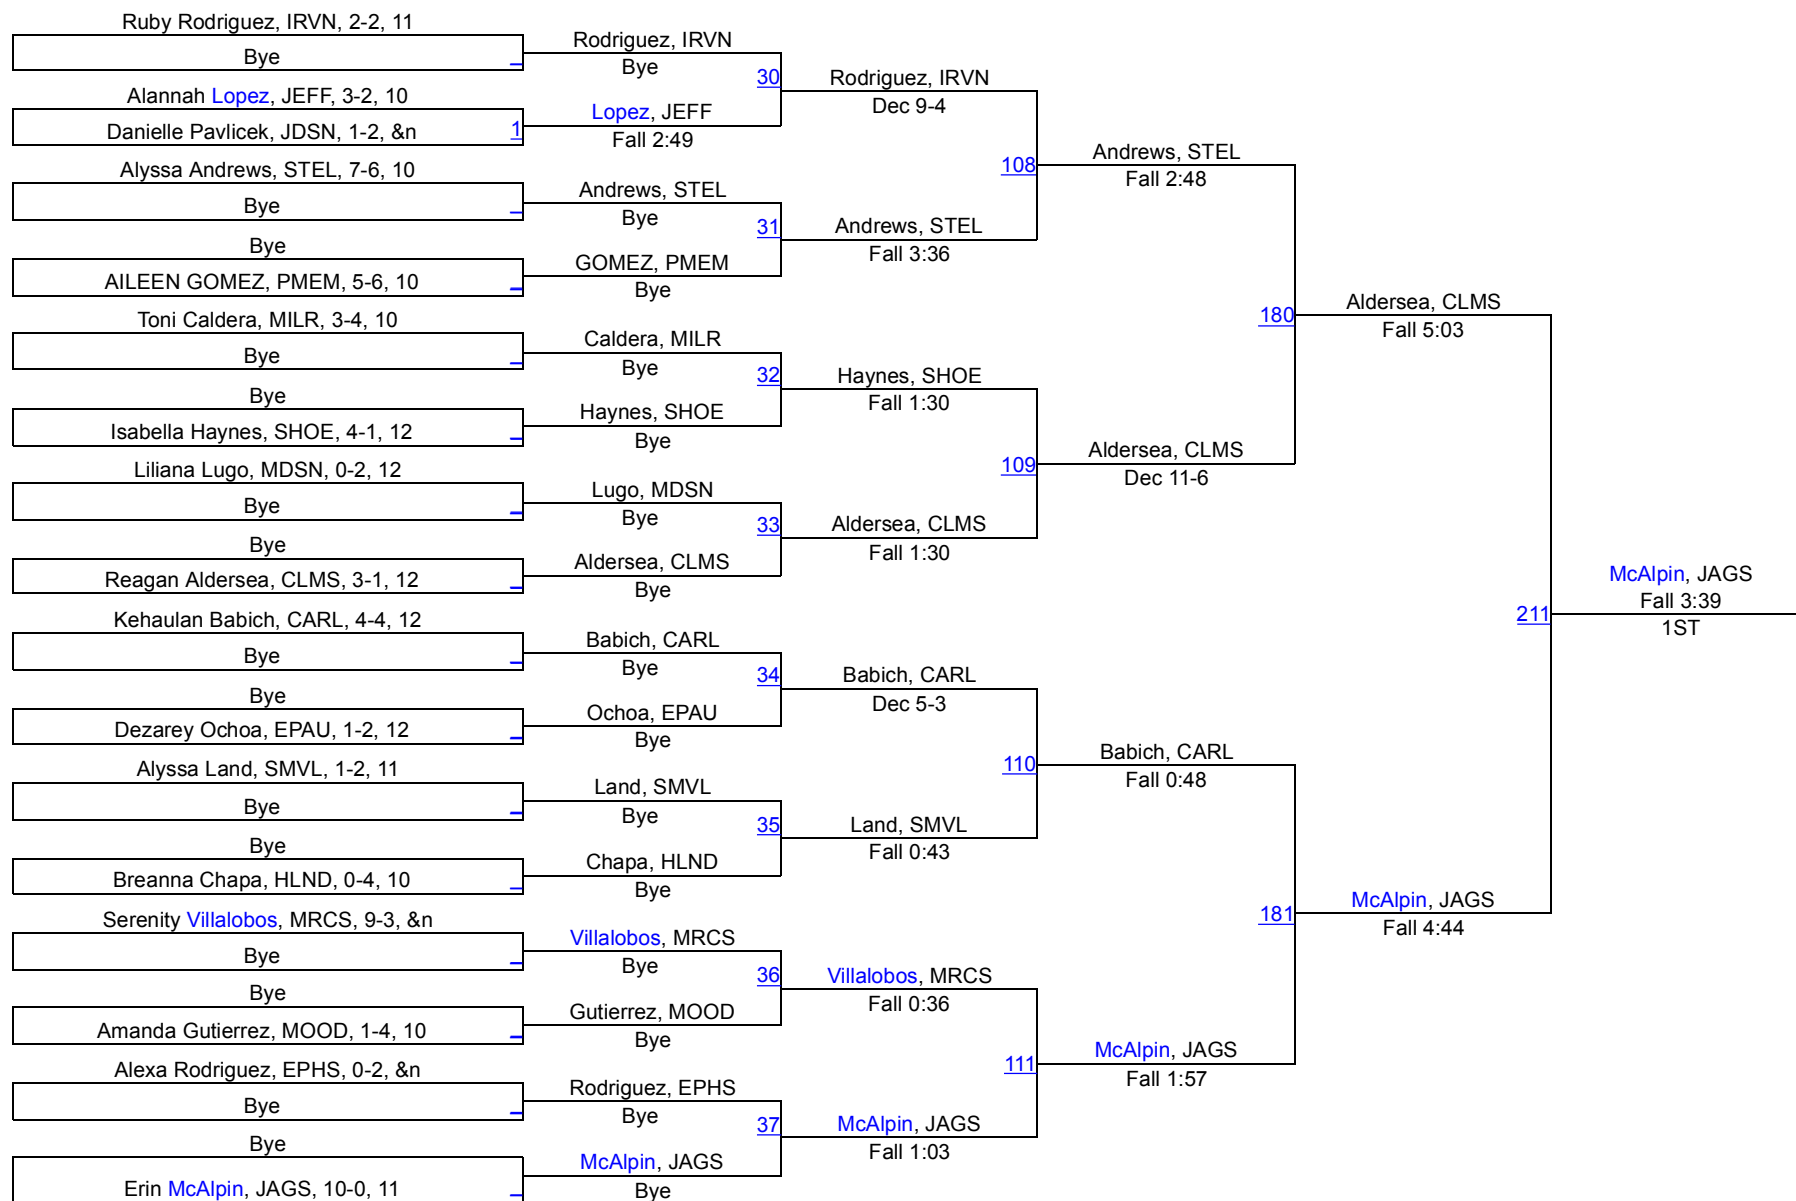 Ruby Rodriguez, IRVN, 2-2, 11
Bye
Alannah Lopez, JEFF, 3-2, 10
Danielle Pavlicek, JDSN, 1-2, &n
1
Alyssa Andrews, STEL, 7-6, 10
Bye
Bye
AILEEN GOMEZ, PMEM, 5-6, 10
Toni Caldera, MILR, 3-4, 10
Bye
Bye
Isabella Haynes, SHOE, 4-1, 12
Liliana Lugo, MDSN, 0-2, 12
Bye
Bye
Reagan Aldersea, CLMS, 3-1, 12
Kehaulan Babich, CARL, 4-4, 12
Bye
Bye
Dezarey Ochoa, EPAU, 1-2, 12
Alyssa Land, SMVL, 1-2, 11
Bye
Bye
Breanna Chapa, HLND, 0-4, 10
Serenity Villalobos, MRCS, 9-3, &n
Bye
Bye
Amanda Gutierrez, MOOD, 1-4, 10
Alexa Rodriguez, EPHS, 0-2, &n
Bye
Bye
Erin McAlpin, JAGS, 10-0, 11
Rodriguez, IRVN
Bye
30
Lopez, JEFF
Fall 2:49
Andrews, STEL
Bye
31
GOMEZ, PMEM
Bye
Caldera, MILR
Bye
32
Haynes, SHOE
Bye
Lugo, MDSN
Bye
33
Aldersea, CLMS
Bye
Babich, CARL
Bye
34
Ochoa, EPAU
Bye
Land, SMVL
Bye
35
Chapa, HLND
Bye
Villalobos, MRCS
Bye
36
Gutierrez, MOOD
Bye
Rodriguez, EPHS
Bye
37
McAlpin, JAGS
Bye
Rodriguez, IRVN
Dec 9-4
108
Andrews, STEL
Fall 3:36
Haynes, SHOE
Fall 1:30
109
Aldersea, CLMS
Fall 1:30
Babich, CARL
Dec 5-3
110
Land, SMVL
Fall 0:43
Villalobos, MRCS
Fall 0:36
111
McAlpin, JAGS
Fall 1:03
Andrews, STEL
Fall 2:48
180
Aldersea, CLMS
Dec 11-6
Babich, CARL
Fall 0:48
181
McAlpin, JAGS
Fall 1:57
Aldersea, CLMS
Fall 5:03
211
McAlpin, JAGS
Fall 4:44
McAlpin, JAGS
Fall 3:39
1ST